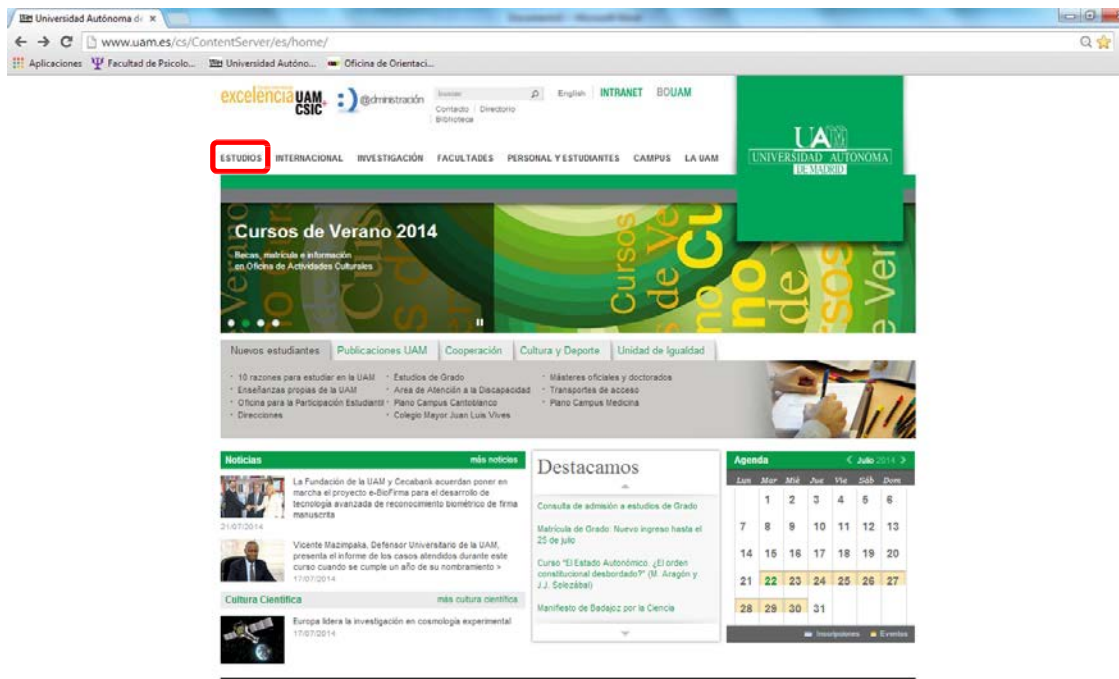 Universidad Autónoma d
www.uam.es/cs/ContentServer/es/home/
Aplicaciones Facultad de Psicolo... Universidad Autóno... Oficina de Orientaci...
excelencia UAM+ CSIC
:) @dministración
buscar
English INTRANET BOUAM
Contacto Directorio
Biblioteca
ESTUDIOS INTERNACIONAL INVESTIGACIÓN FACULTADES PERSONAL Y ESTUDIANTES CAMPUS LA UAM
UAM
UNIVERSIDAD AUTONOMA
DE MADRID
Cursos de Verano 2014
Becas, matrícula e información
en Oficina de Actividades Culturales
Nuevos estudiantes Publicaciones UAM Cooperación Cultura y Deporte Unidad de Igualdad
10 razones para estudiar en la UAM Estudios de Grado Másteres oficiales y doctorados
Enseñanzas propias de la UAM Area de Atención a la Discapacidad Transportes de acceso
Oficina para la Participación Estudiantil Plano Campus Cantoblanco Plano Campus Medicina
Direcciones Colegio Mayor Juan Luis Vives
Noticias más noticias
La Fundación de la UAM y Cecabank acuerdan poner en
marcha el proyecto e-BioFirma para el desarrollo de
tecnología avanzada de reconocimiento biométrico de firma
manuscrita
21/07/2014
Vicente Mazimpaka, Defensor Universitario de la UAM,
presenta el informe de los casos atendidos durante este
curso cuando se cumple un año de su nombramiento »
17/07/2014
Cultura Científica más cultura científica
Europa lidera la investigación en cosmología experimental
17/07/2014
Destacamos
Consulta de admisión a estudios de Grado
Matrícula de Grado: Nuevo ingreso hasta el
25 de julio
Curso "El Estado Autonómico. ¿El orden
constitucional desbordado?" (M. Aragón y
J.J. Solozábal)
Manifiesto de Badajoz por la Ciencia
Agenda < Julio 2014 >
Lun Mar Mié Jue Vie Sáb Dom
1 2 3 4 5 6
7 8 9 10 11 12 13
14 15 16 17 18 19 20
21 22 23 24 25 26 27
28 29 30 31
Inscripciones Eventos